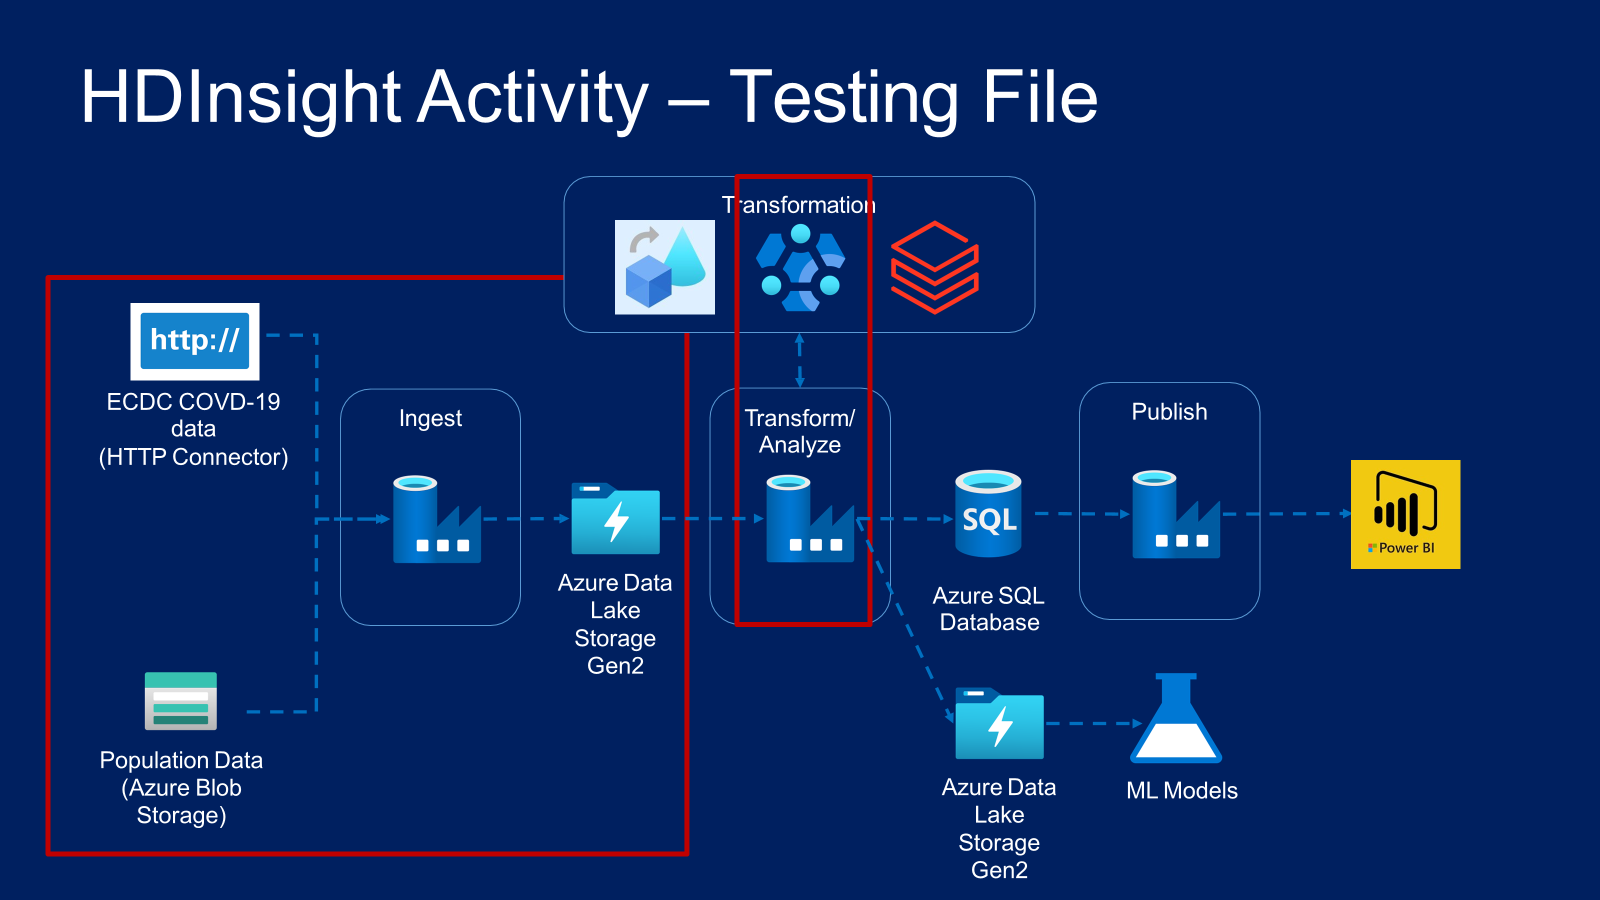 HDInsight Activity – Testing File
Transformation
http://
ECDC COVD-19
data
(HTTP Connector)
Ingest
Transform/
Analyze
Publish
SQL
Power BI
Azure Data
Lake
Storage
Gen2
Azure SQL
Database
Population Data
(Azure Blob
Storage)
Azure Data
Lake
Storage
Gen2
ML Models